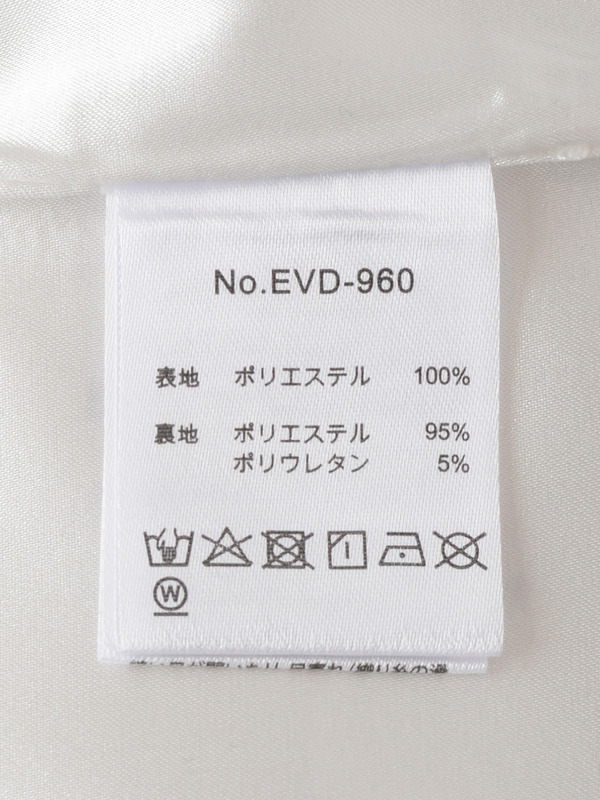 No.EVD-960
表地 ポリエステル 100%
裏地 ポリエステル 95%
ポリウレタン 5%
W